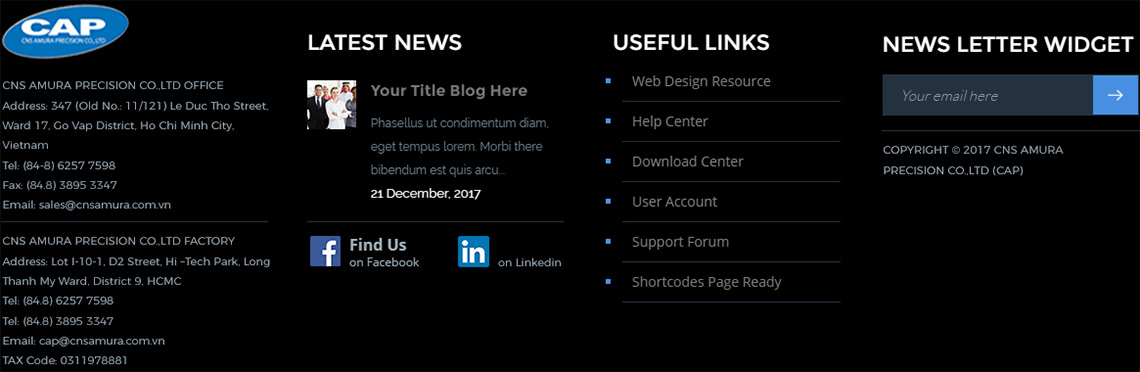 CAP
CNS AMURA PRECISION CO.,LTD
CNS AMURA PRECISION CO.,LTD OFFICE
Address: 347 (Old No.: 11/121) Le Duc Tho Street,
Ward 17, Go Vap District, Ho Chi Minh City,
Vietnam
Tel: (84-8) 6257 7598
Fax: (84.8) 3895 3347
Email: sales@cnsamura.com.vn
CNS AMURA PRECISION CO.,LTD FACTORY
Address: Lot I-10-1, D2 Street, Hi –Tech Park, Long
Thanh My Ward, District 9, HCMC
Tel: (84.8) 6257 7598
Tel: (84.8) 3895 3347
Email: cap@cnsamura.com.vn
TAX Code: 0311978881
LATEST NEWS
Your Title Blog Here
Phasellus ut condimentum diam,
eget tempus lorem. Morbi there
bibendum est quis arcu...
21 December, 2017
Find Us
on Facebook
on Linkedin
USEFUL LINKS
Web Design Resource
Help Center
Download Center
User Account
Support Forum
Shortcodes Page Ready
NEWS LETTER WIDGET
Your email here
COPYRIGHT © 2017 CNS AMURA
PRECISION CO.,LTD (CAP)